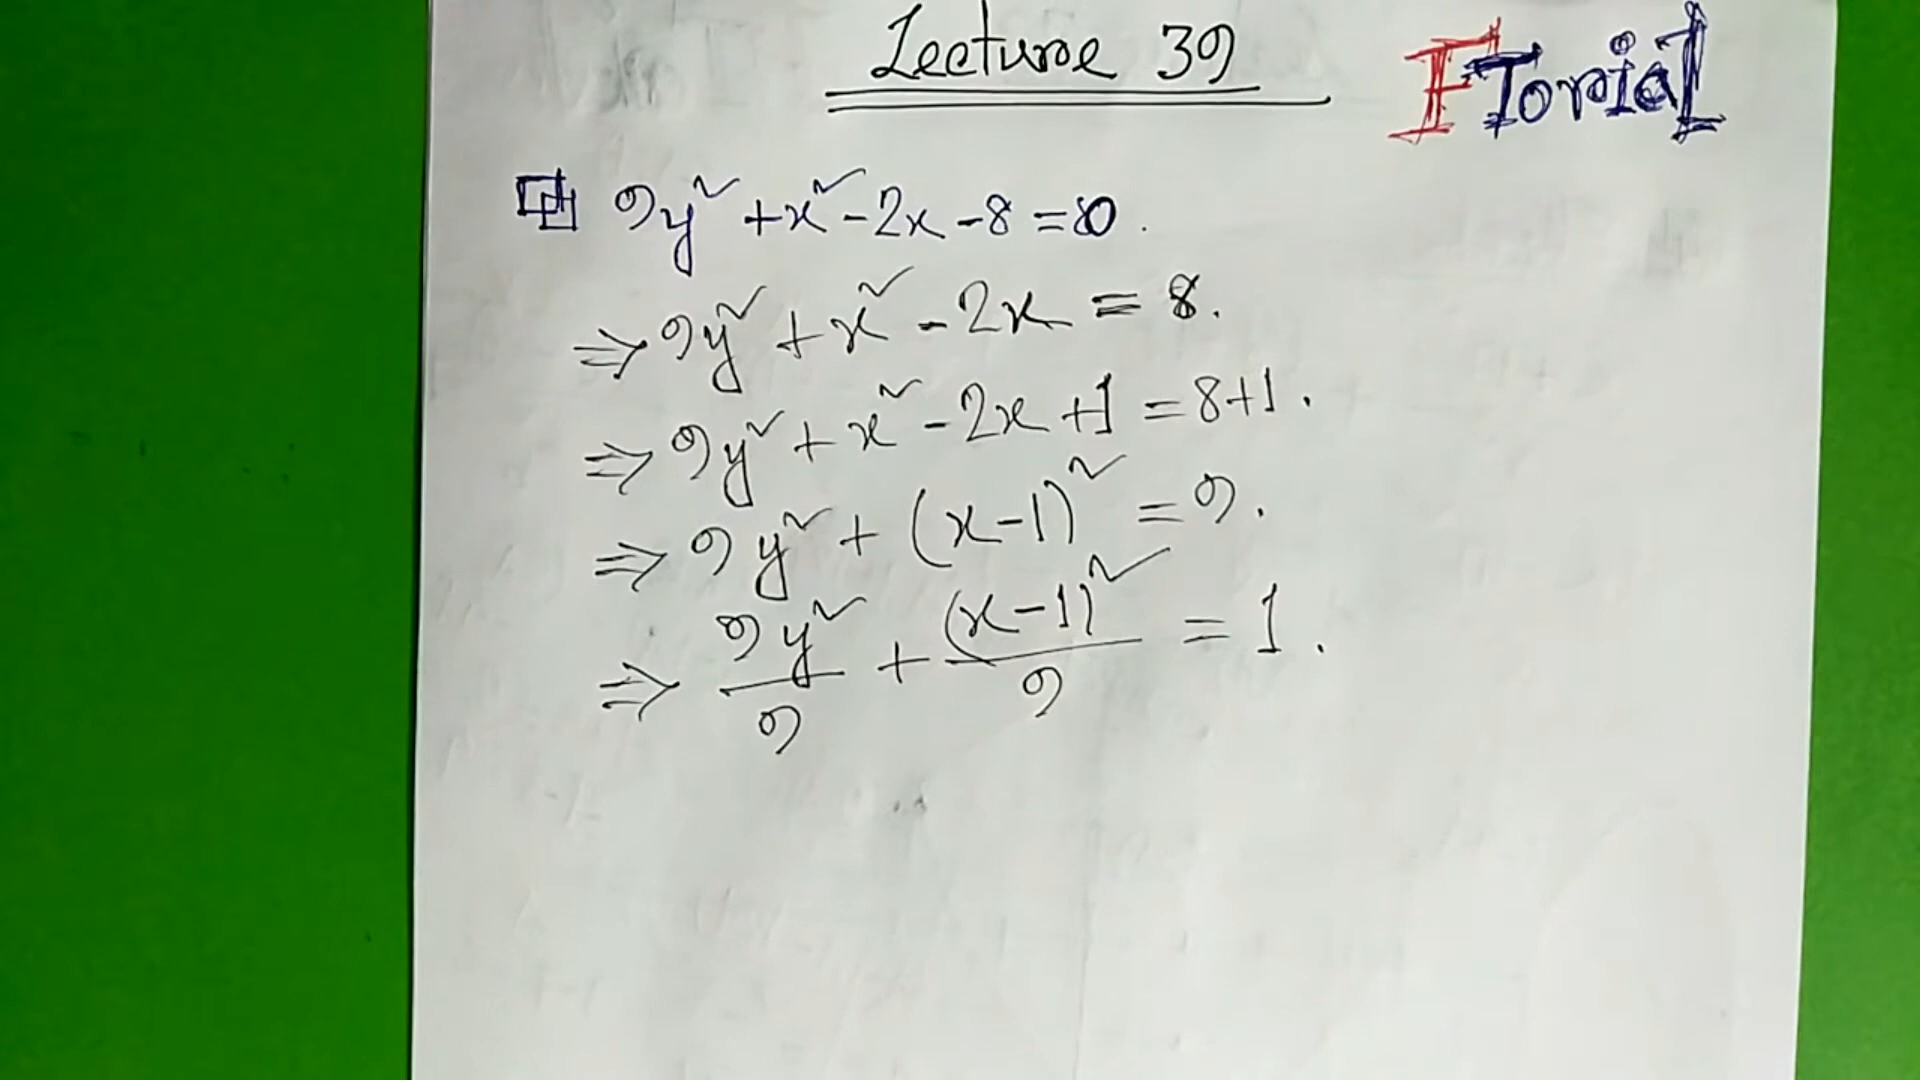 Lecture 39
FTorial
9y² + x² - 2x - 8 = 0.
⇒ 9y² + x² - 2x = 8.
⇒ 9y² + x² - 2x + 1 = 8+1.
⇒ 9y² + (x-1)² = 9.
⇒ 9y²/9 + (x-1)²/9 = 1.